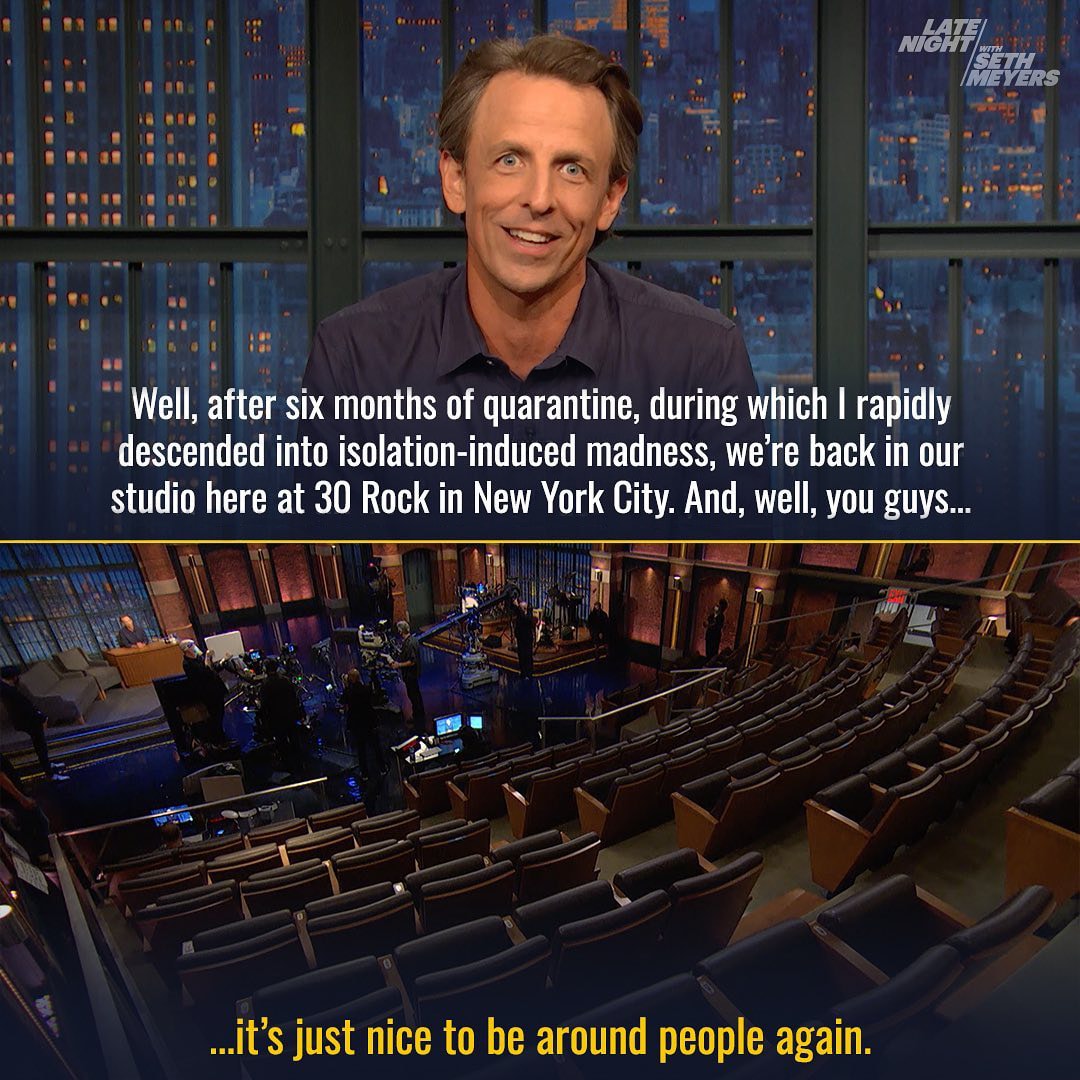 LATE
NIGHT WITH
SETH
MEYERS
Well, after six months of quarantine, during which I rapidly
descended into isolation-induced madness, we're back in our
studio here at 30 Rock in New York City. And, well, you guys...
...it's just nice to be around people again.